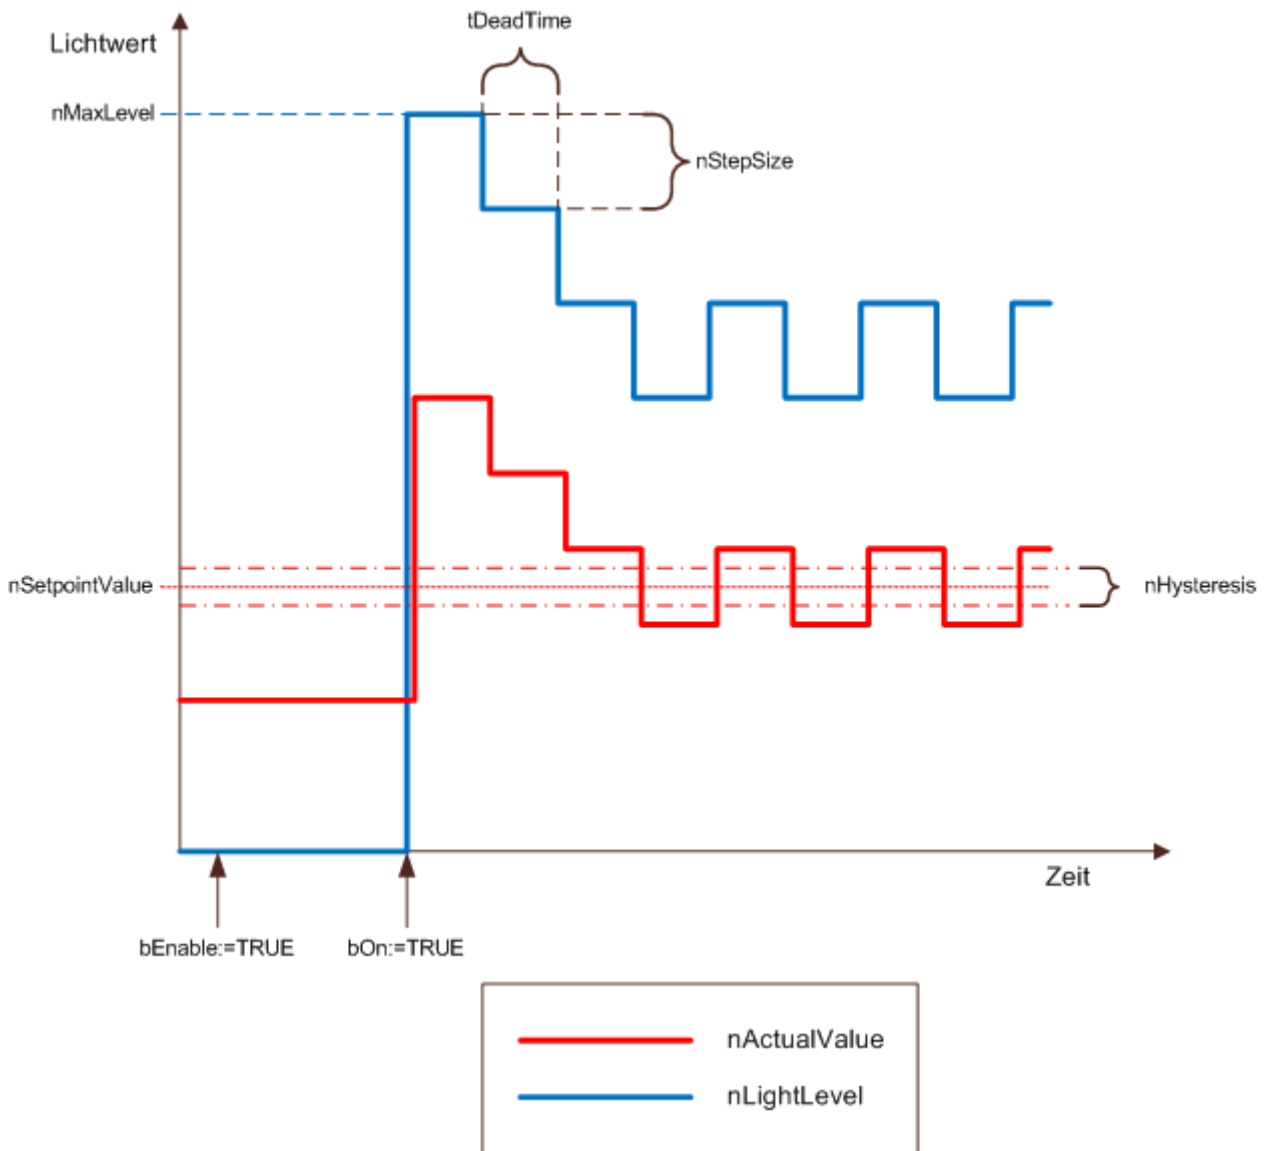 tDeadTime
Lichtwert
nMaxLevel
nStepSize
nSetpointValue
nHysteresis
Zeit
bEnable:=TRUE
bOn:=TRUE
nActualValue
nLightLevel